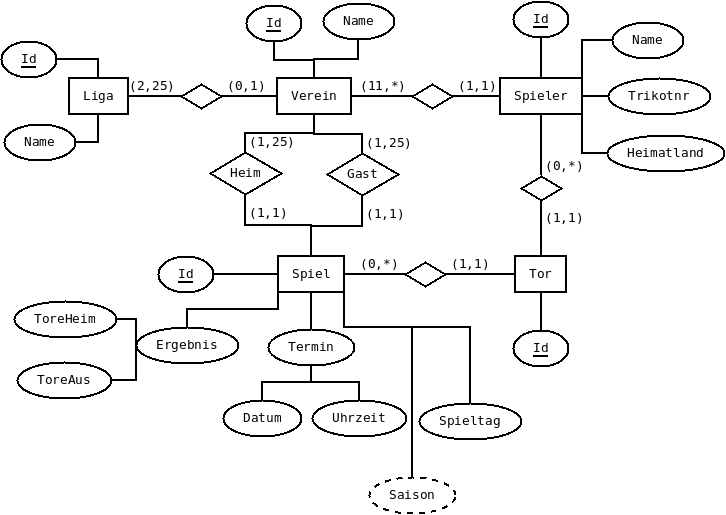 Id
Name
Id
Id
Name
(2,25)
(0,1)
(11,*)
(1,1)
Liga
Verein
Spieler
Trikotnr
Name
(1,25)
(1,25)
Heimatland
Heim
Gast
(0,*)
(1,1)
(1,1)
(1,1)
Id
Spiel
(0,*)
(1,1)
Tor
ToreHeim
Ergebnis
Termin
Id
ToreAus
Datum
Uhrzeit
Spieltag
Saison